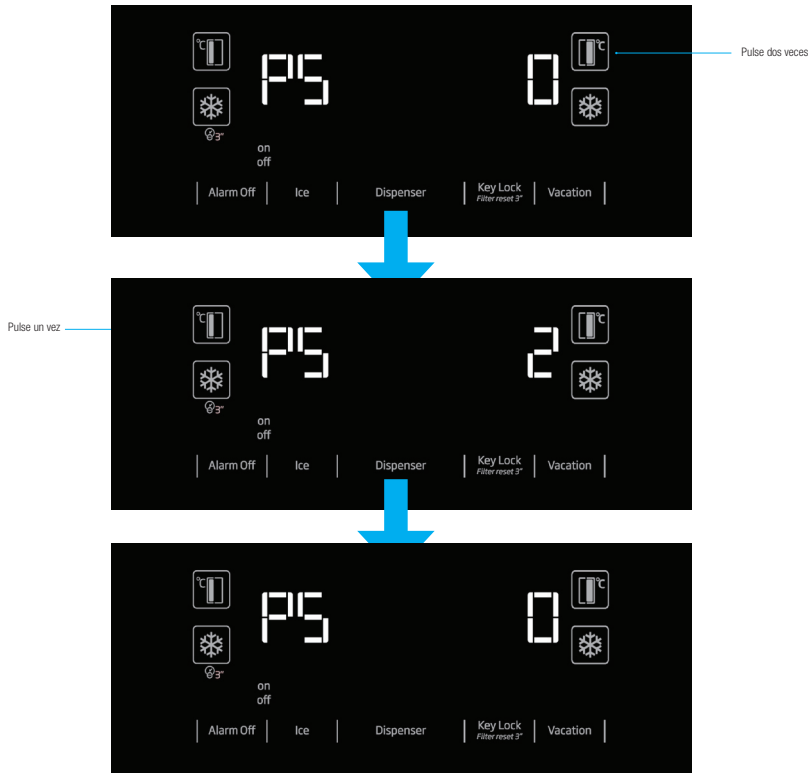 °C
PS
0
°C
Pulse dos veces
3"
on
off
Alarm Off
Ice
Dispenser
Key Lock
Filter reset 3"
Vacation
Pulse un vez
°C
PS
2
°C
3"
on
off
Alarm Off
Ice
Dispenser
Key Lock
Filter reset 3"
Vacation
°C
PS
0
°C
3"
on
off
Alarm Off
Ice
Dispenser
Key Lock
Filter reset 3"
Vacation